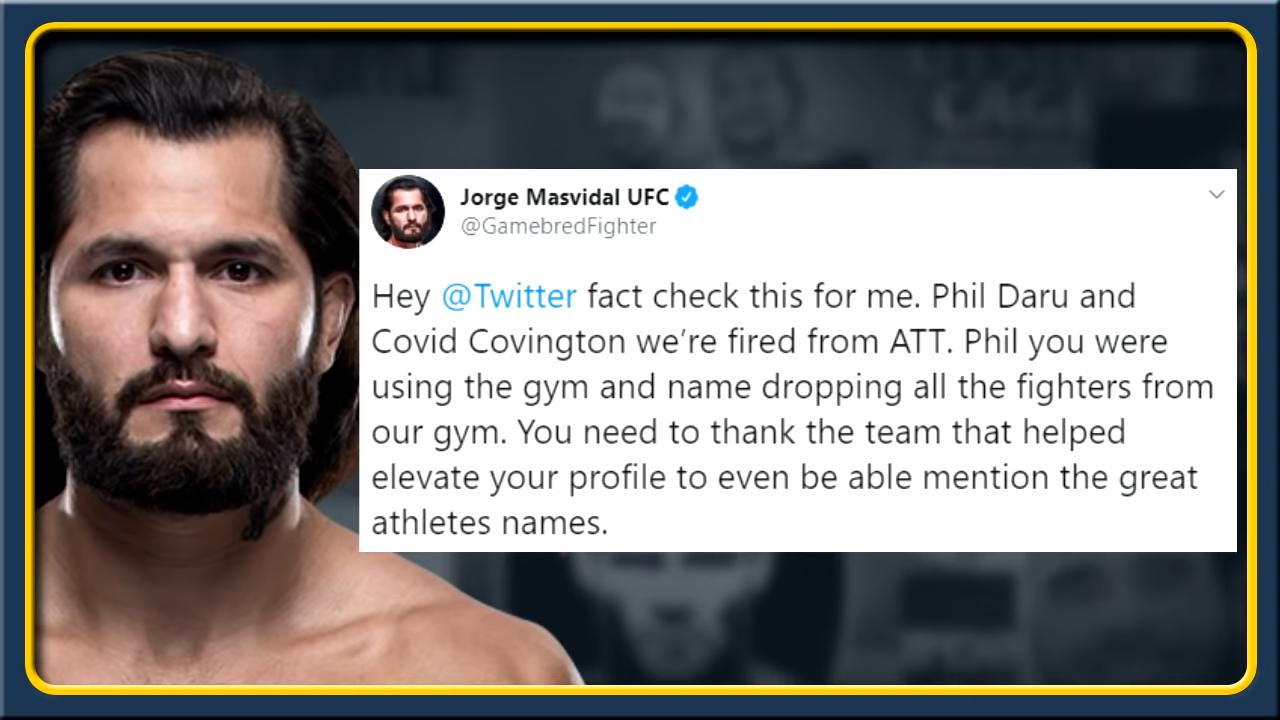 Jorge Masvidal UFC
@GamebredFighter
Hey @Twitter fact check this for me. Phil Daru and
Covid Covington we’re fired from ATT. Phil you were
using the gym and name dropping all the fighters from
our gym. You need to thank the team that helped
elevate your profile to even be able mention the great
athletes names.